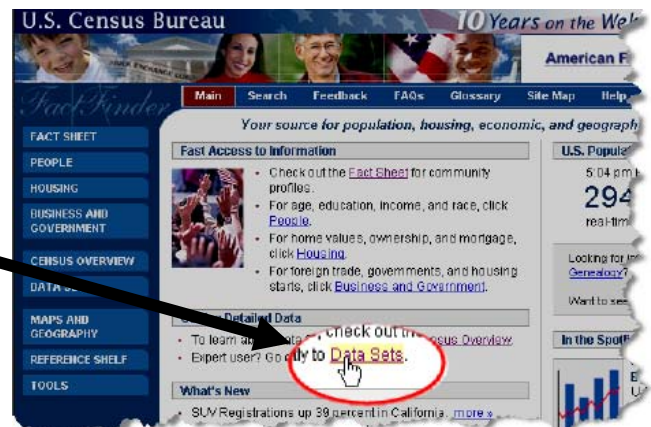 U.S. Census Bureau
10 Years on the We
American F
FactFinder
Main Search Feedback FAQs Glossary Site Map Help
Your source for population, housing, economic, and geograph
FACT SHEET
PEOPLE
HOUSING
BUSINESS AND
GOVERNMENT
CENSUS OVERVIEW
DATA
MAPS AND
GEOGRAPHY
REFERENCE SHELF
TOOLS
Fast Access to Information
• Check out the Fact Sheet for community
profiles.
• For age, education, income, and race, click
People.
• For home values, ownership, and mortgage,
click Housing.
• For foreign trade, governments, and housing
starts, click Business and Government.
Detailed Data
• To learn check out the sus Overview.
• Expert user? Go tly to Data Sets.
What's New
• SUV Registrations up 39 percent in California. more »
U.S. Popula
5:04 pm
294
real-tim
Looking for
Genealogy?
Want to see
In the Spot